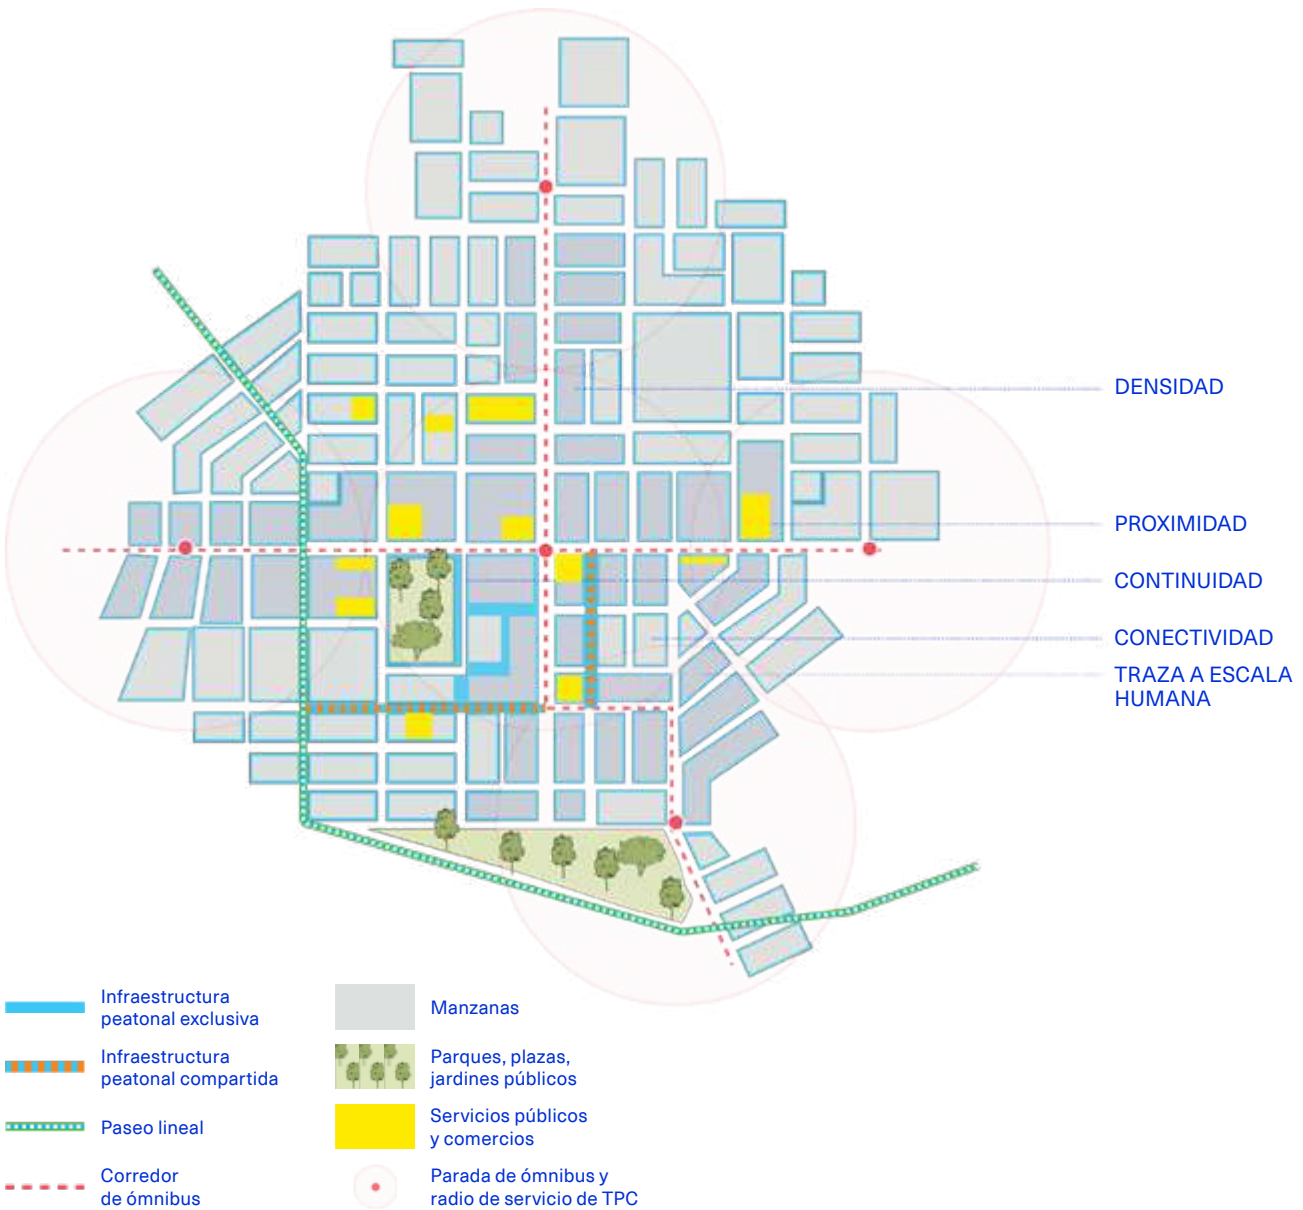 DENSIDAD
PROXIMIDAD
CONTINUIDAD
CONECTIVIDAD
TRAZA A ESCALA
HUMANA
Infraestructura
peatonal exclusiva
Infraestructura
peatonal compartida
Paseo lineal
Corredor
de ómnibus
Manzanas
Parques, plazas,
jardines públicos
Servicios públicos
y comercios
Parada de ómnibus y
radio de servicio de TPC